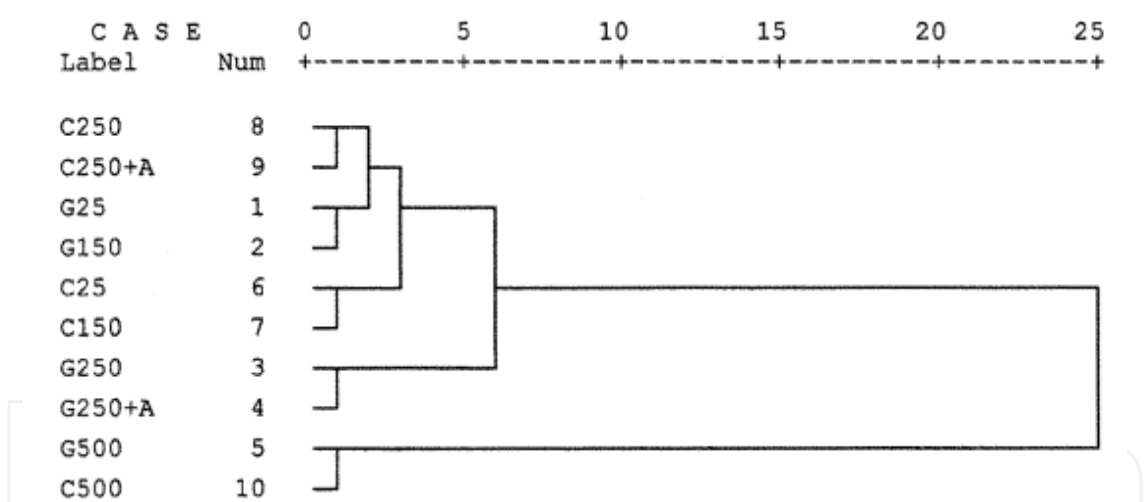 C A S E 0 5 10 15 20 25
Label Num +---------+---------+---------+---------+---------+
C250 8
C250+A 9
G25 1
G150 2
C25 6
C150 7
G250 3
G250+A 4
G500 5
C500 10